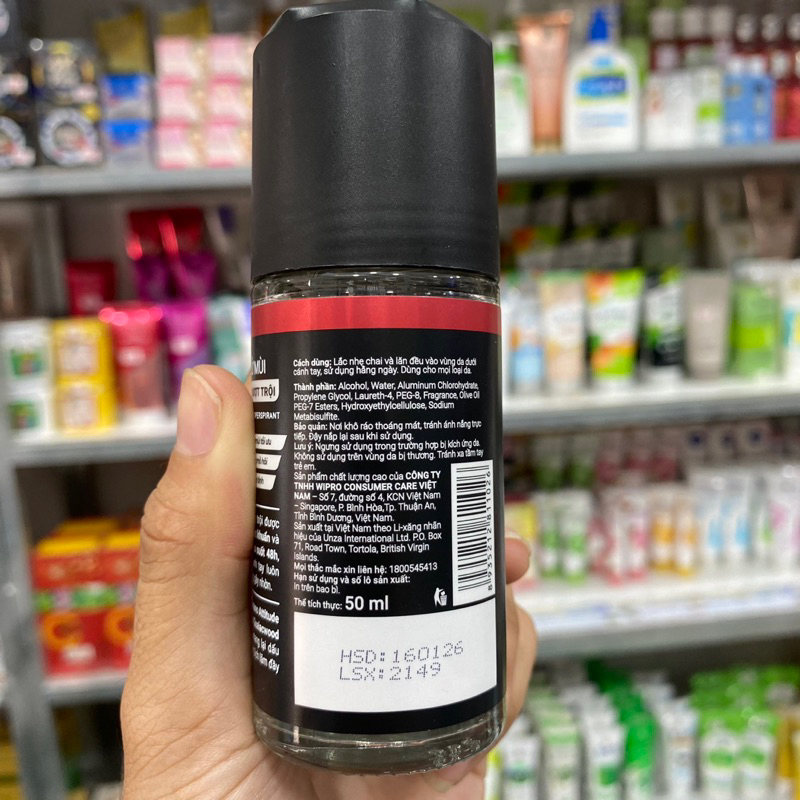 MÙI
VƯỢT TRỘI
PERSPIRANT
Cách dùng: Lắc nhẹ chai và lăn đều vào vùng da dưới
cánh tay, sử dụng hằng ngày. Dùng cho mọi loại da.
Thành phần: Alcohol, Water, Aluminum Chlorohydrate,
Propylene Glycol, Laureth-4, PEG-8, Fragrance, Olive Oil
PEG-7 Esters, Hydroxyethylcellulose, Sodium
Metabisulfite.
Bảo quản: Nơi khô ráo thoáng mát, tránh ánh nắng trực
tiếp. Đậy nắp lại sau khi sử dụng.
Lưu ý: Ngưng sử dụng trong trường hợp bị kích ứng da.
Không sử dụng trên vùng da bị thương. Tránh xa tầm tay
trẻ em.
Sản phẩm chất lượng cao của CÔNG TY
TNHH WIPRO CONSUMER CARE VIỆT
NAM – Số 7, đường số 4, KCN Việt Nam
– Singapore, P. Bình Hòa,Tp. Thuận An,
Tỉnh Bình Dương, Việt Nam.
Sản xuất tại Việt Nam theo Li-xăng nhãn
hiệu của Unza International Ltd. P.O. Box
71, Road Town, Tortola, British Virgin
Islands.
Mọi thắc mắc xin liên hệ: 1800545413
Hạn sử dụng và số lô sản xuất:
In trên bao bì.
Thể tích thực: 50 ml
8935212811026
HSD:160126
LSX:2149